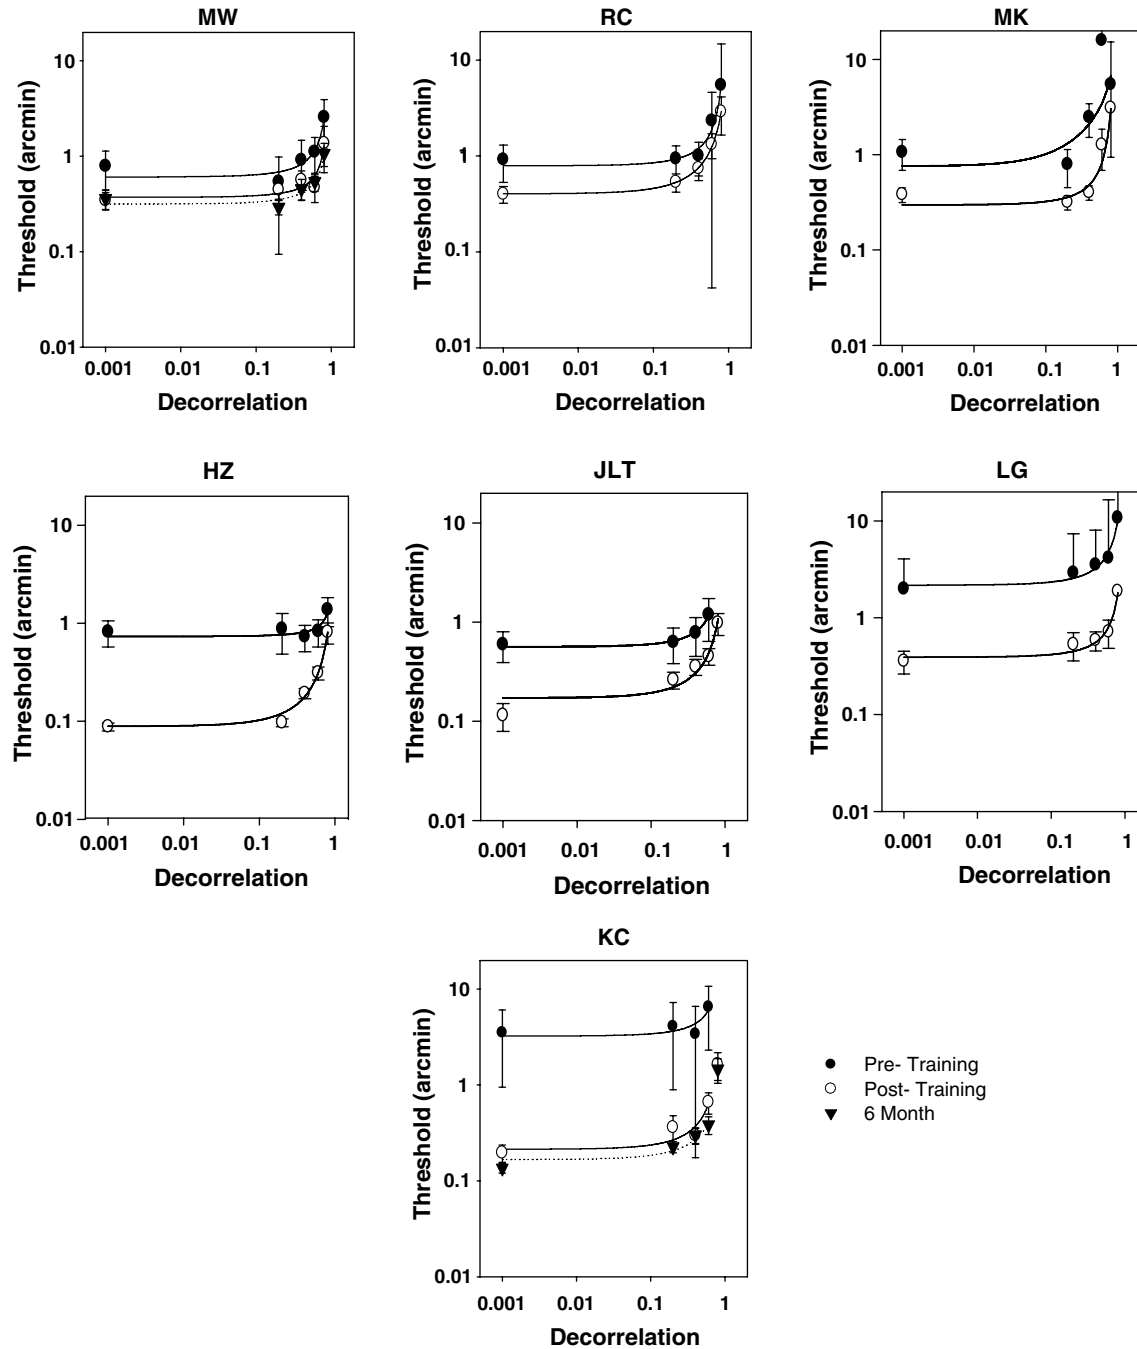 MW
RC
MK
Threshold (arcmin)
10
1
0.1
0.01
0.001 0.01 0.1 1
Decorrelation
Threshold (arcmin)
10
1
0.1
0.01
0.001 0.01 0.1 1
Decorrelation
Threshold (arcmin)
10
1
0.1
0.01
0.001 0.01 0.1 1
Decorrelation
HZ
JLT
LG
Threshold (arcmin)
10
1
0.1
0.01
0.001 0.01 0.1 1
Decorrelation
Threshold (arcmin)
10
1
0.1
0.01
0.001 0.01 0.1 1
Decorrelation
Threshold (arcmin)
10
1
0.1
0.01
0.001 0.01 0.1 1
Decorrelation
KC
Threshold (arcmin)
10
1
0.1
0.01
0.001 0.01 0.1 1
Decorrelation
Pre- Training
Post- Training
6 Month